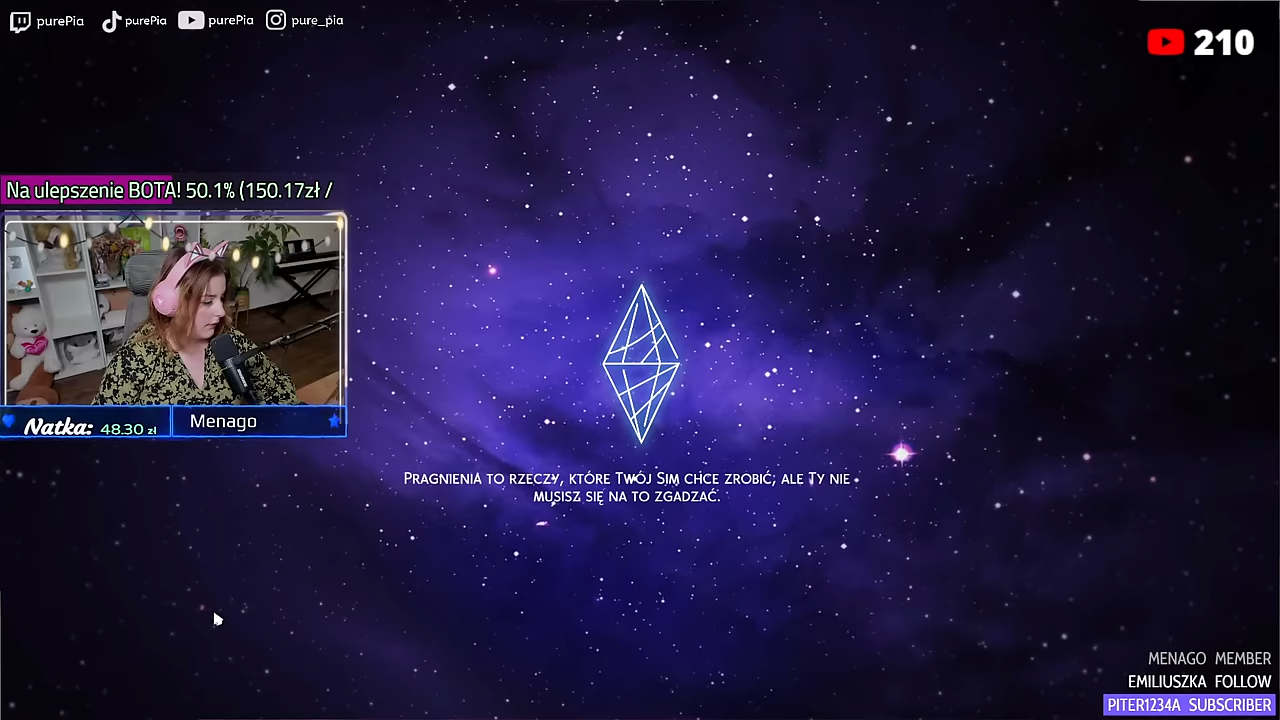 purePia purePia purePia pure_pia
210
Na ulepszenie BOTA! 50.1% (150.17zł /
Natka: 48.30 zł Menago
PRAGNIENIA TO RZECZY, KTÓRE TWÓJ SIM CHCE ZROBIĆ; ALE TY NIE
MUSISZ SIĘ NA TO ZGADZAĆ.
MENAGO MEMBER
EMILIUSZKA FOLLOW
PITER1234A SUBSCRIBER